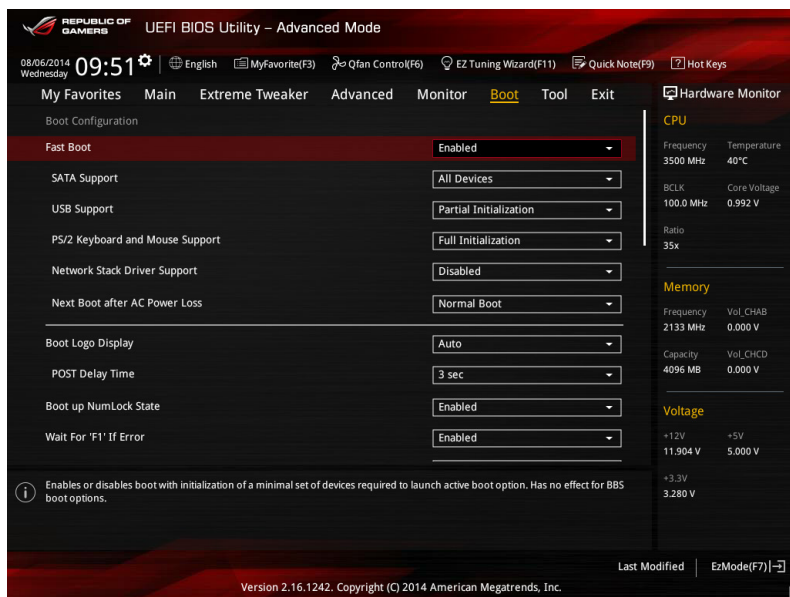 REPUBLIC OF
GAMERS
UEFI BIOS Utility – Advanced Mode
08/06/2014
Wednesday
09:51
English
MyFavorite(F3)
Qfan Control(F6)
EZ Tuning Wizard(F11)
Quick Note(F9)
? Hot Keys
My Favorites Main Extreme Tweaker Advanced Monitor Boot Tool Exit
Boot Configuration
Fast Boot Enabled
SATA Support All Devices
USB Support Partial Initialization
PS/2 Keyboard and Mouse Support Full Initialization
Network Stack Driver Support Disabled
Next Boot after AC Power Loss Normal Boot
Boot Logo Display Auto
POST Delay Time 3 sec
Boot up NumLock State Enabled
Wait For 'F1' If Error Enabled
Hardware Monitor
CPU
Frequency Temperature
3500 MHz 40°C
BCLK Core Voltage
100.0 MHz 0.992 V
Ratio
35x
Memory
Frequency Vol_CHAB
2133 MHz 0.000 V
Capacity Vol_CHCD
4096 MB 0.000 V
Voltage
+12V +5V
11.904 V 5.000 V
+3.3V
3.280 V
i
Enables or disables boot with initialization of a minimal set of devices required to launch active boot option. Has no effect for BBS
boot options.
Last Modified
EzMode(F7)
Version 2.16.1242. Copyright (C) 2014 American Megatrends, Inc.